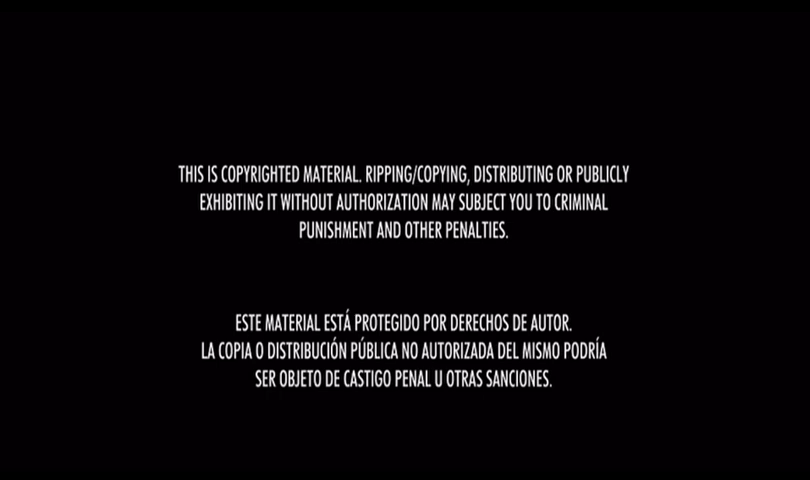 THIS IS COPYRIGHTED MATERIAL. RIPPING/COPYING, DISTRIBUTING OR PUBLICLY
EXHIBITING IT WITHOUT AUTHORIZATION MAY SUBJECT YOU TO CRIMINAL
PUNISHMENT AND OTHER PENALTIES.
ESTE MATERIAL ESTÁ PROTEGIDO POR DERECHOS DE AUTOR.
LA COPIA O DISTRIBUCIÓN PÚBLICA NO AUTORIZADA DEL MISMO PODRÍA
SER OBJETO DE CASTIGO PENAL U OTRAS SANCIONES.